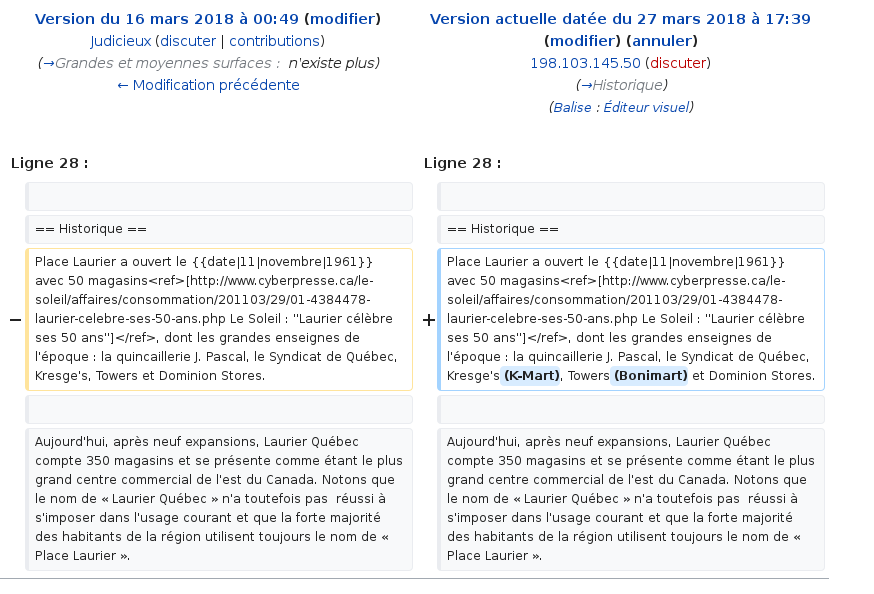 Version du 16 mars 2018 à 00:49 (modifier)
Judicieux (discuter | contributions)
(→Grandes et moyennes surfaces : n'existe plus)
← Modification précédente
Version actuelle datée du 27 mars 2018 à 17:39
(modifier) (annuler)
198.103.145.50 (discuter)
(→Historique)
(Balise : Éditeur visuel)
Ligne 28 :
Ligne 28 :
== Historique ==
== Historique ==
−
Place Laurier a ouvert le {{date|11|novembre|1961}}
avec 50 magasins<ref>[http://www.cyberpresse.ca/le-
soleil/affaires/consommation/201103/29/01-4384478-
laurier-celebre-ses-50-ans.php Le Soleil : ''Laurier célèbre
ses 50 ans'']</ref>, dont les grandes enseignes de
l'époque : la quincaillerie J. Pascal, le Syndicat de Québec,
Kresge's, Towers et Dominion Stores.
+
Place Laurier a ouvert le {{date|11|novembre|1961}}
avec 50 magasins<ref>[http://www.cyberpresse.ca/le-
soleil/affaires/consommation/201103/29/01-4384478-
laurier-celebre-ses-50-ans.php Le Soleil : ''Laurier célèbre
ses 50 ans'']</ref>, dont les grandes enseignes de
l'époque : la quincaillerie J. Pascal, le Syndicat de Québec,
Kresge's (K-Mart), Towers (Bonimart) et Dominion Stores.
Aujourd'hui, après neuf expansions, Laurier Québec
compte 350 magasins et se présente comme étant le plus
grand centre commercial de l'est du Canada. Notons que
le nom de « Laurier Québec » n'a toutefois pas  réussi à
s'imposer dans l'usage courant et que la forte majorité
des habitants de la région utilisent toujours le nom de «
Place Laurier ».
Aujourd'hui, après neuf expansions, Laurier Québec
compte 350 magasins et se présente comme étant le plus
grand centre commercial de l'est du Canada. Notons que
le nom de « Laurier Québec » n'a toutefois pas  réussi à
s'imposer dans l'usage courant et que la forte majorité
des habitants de la région utilisent toujours le nom de «
Place Laurier ».